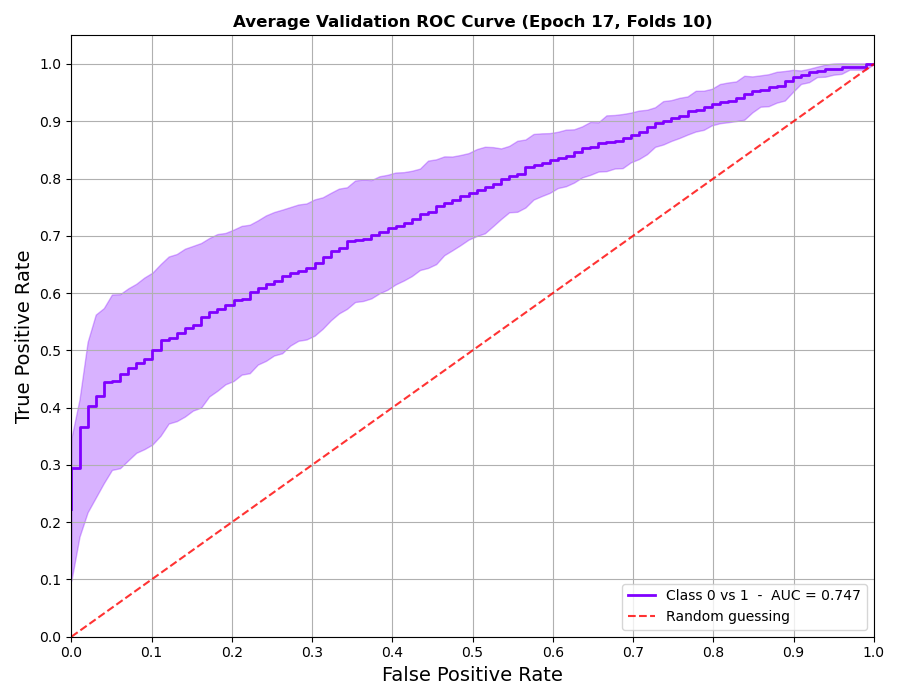 Average Validation ROC Curve (Epoch 17, Folds 10)
True Positive Rate
1.0
0.9
0.8
0.7
0.6
0.5
0.4
0.3
0.2
0.1
0.0
Class 0 vs 1 - AUC = 0.747
Random guessing
0.0 0.1 0.2 0.3 0.4 0.5 0.6 0.7 0.8 0.9 1.0
False Positive Rate